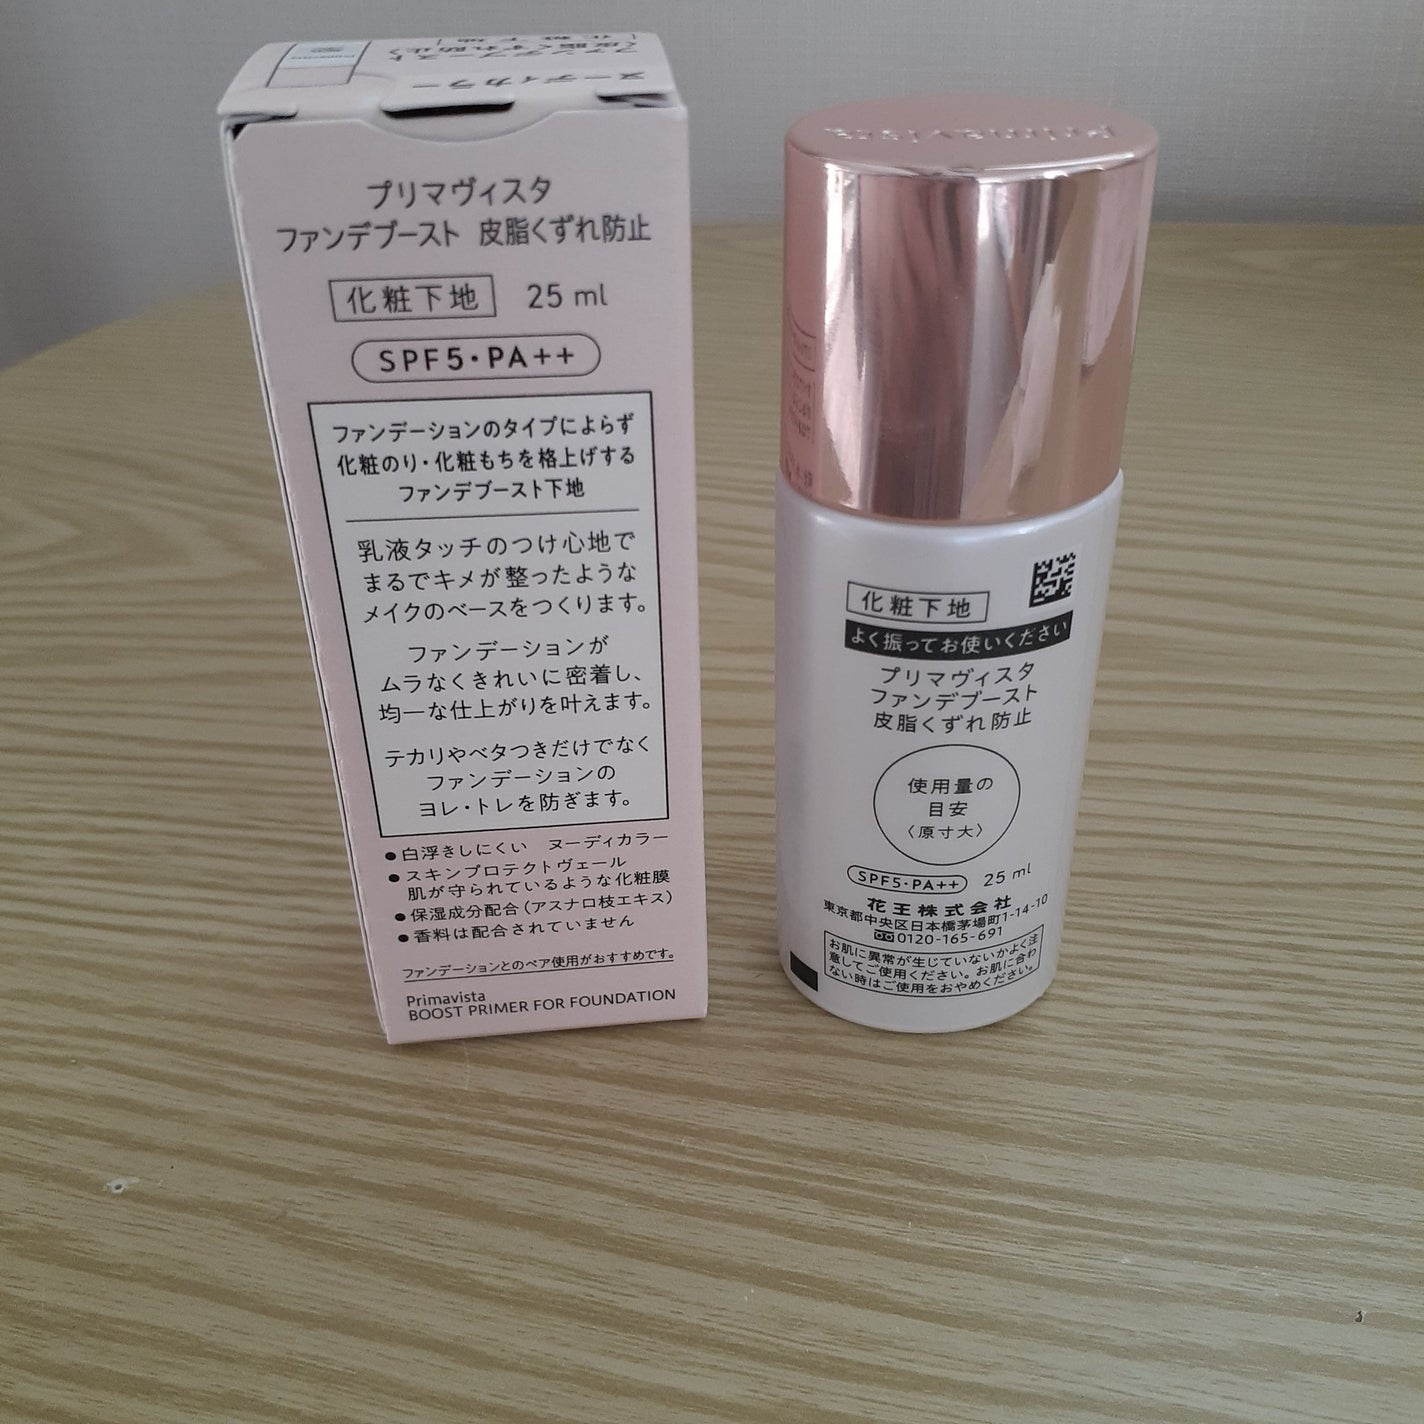 ヌーディカラー
プリマヴィスタ
ファンデブースト 皮脂くずれ防止
化粧下地 25 ml
SPF5・PA++
ファンデーションのタイプによらず
化粧のり・化粧もちを格上げする
ファンデブースト下地
乳液タッチのつけ心地で
まるでキメが整ったような
メイクのベースをつくります。
ファンデーションが
ムラなくきれいに密着し、
均一な仕上がりを叶えます。
テカリやベタつきだけでなく
ファンデーションの
ヨレ・トレを防ぎます。
●白浮きしにくい ヌーディカラー
●スキンプロテクトヴェール
肌が守られているような化粧膜
●保湿成分配合(アスナロ枝エキス)
●香料は配合されていません
ファンデーションとのペア使用がおすすめです。
Primavista
BOOST PRIMER FOR FOUNDATION
Primavista
化粧下地
よく振ってお使いください
プリマヴィスタ
ファンデブースト
皮脂くずれ防止
使用量の
目安
〈原寸大〉
SPF5・PA++ 25 ml
花王株式会社
東京都中央区日本橋茅場町1-14-10
0120-165-691
お肌に異常が生じていないかよく注
意してご使用ください。お肌に合わ
ない時はご使用をおやめください。